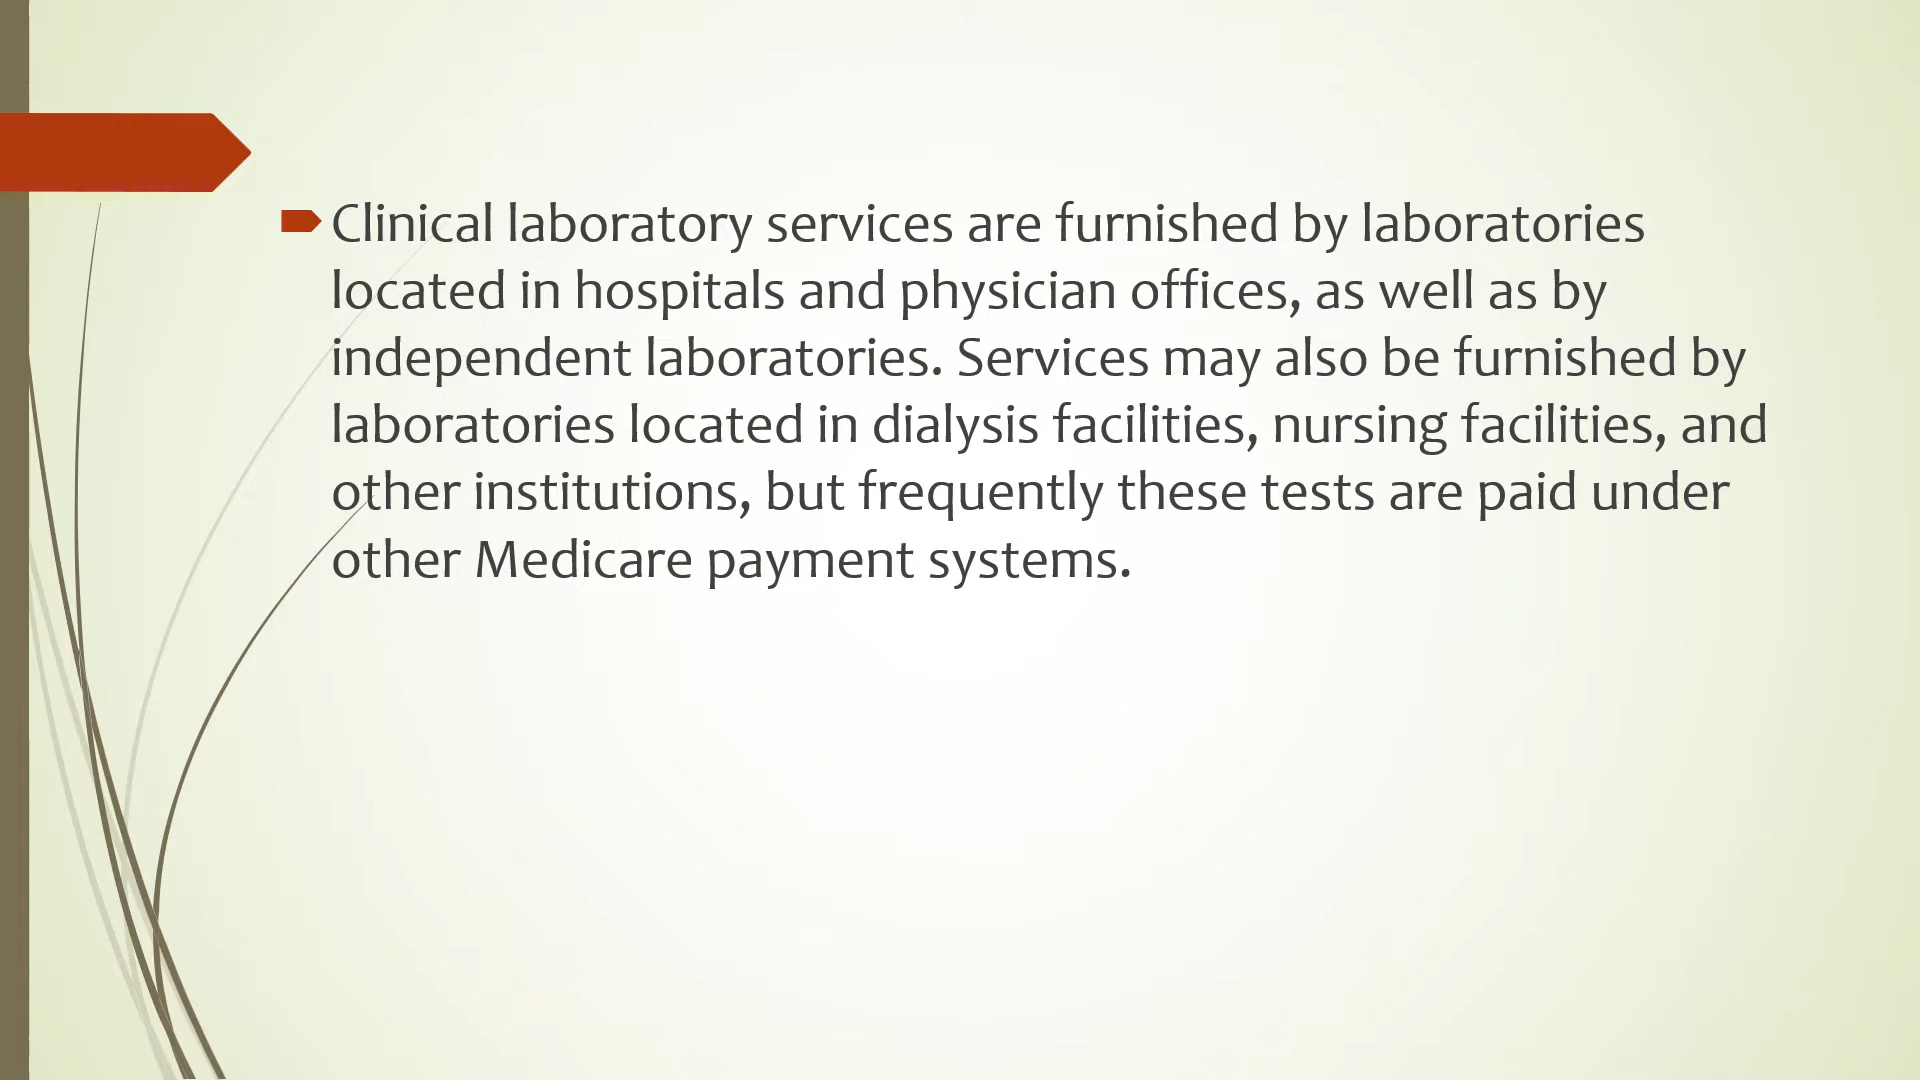 Clinical laboratory services are furnished by laboratories
located in hospitals and physician offices, as well as by
independent laboratories. Services may also be furnished by
laboratories located in dialysis facilities, nursing facilities, and
other institutions, but frequently these tests are paid under
other Medicare payment systems.